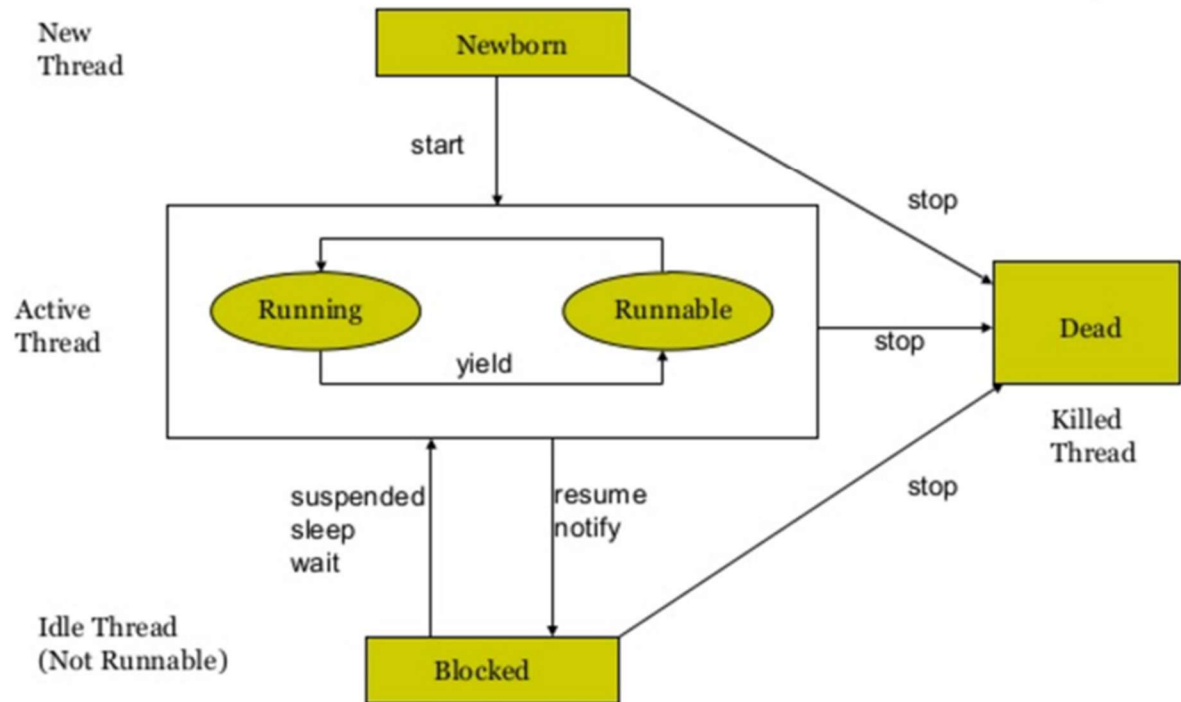 New
Thread
Newborn
start
stop
Active
Thread
Running
Runnable
yield
stop
Dead
Killed
Thread
suspended
sleep
wait
resume
notify
stop
Idle Thread
(Not Runnable)
Blocked